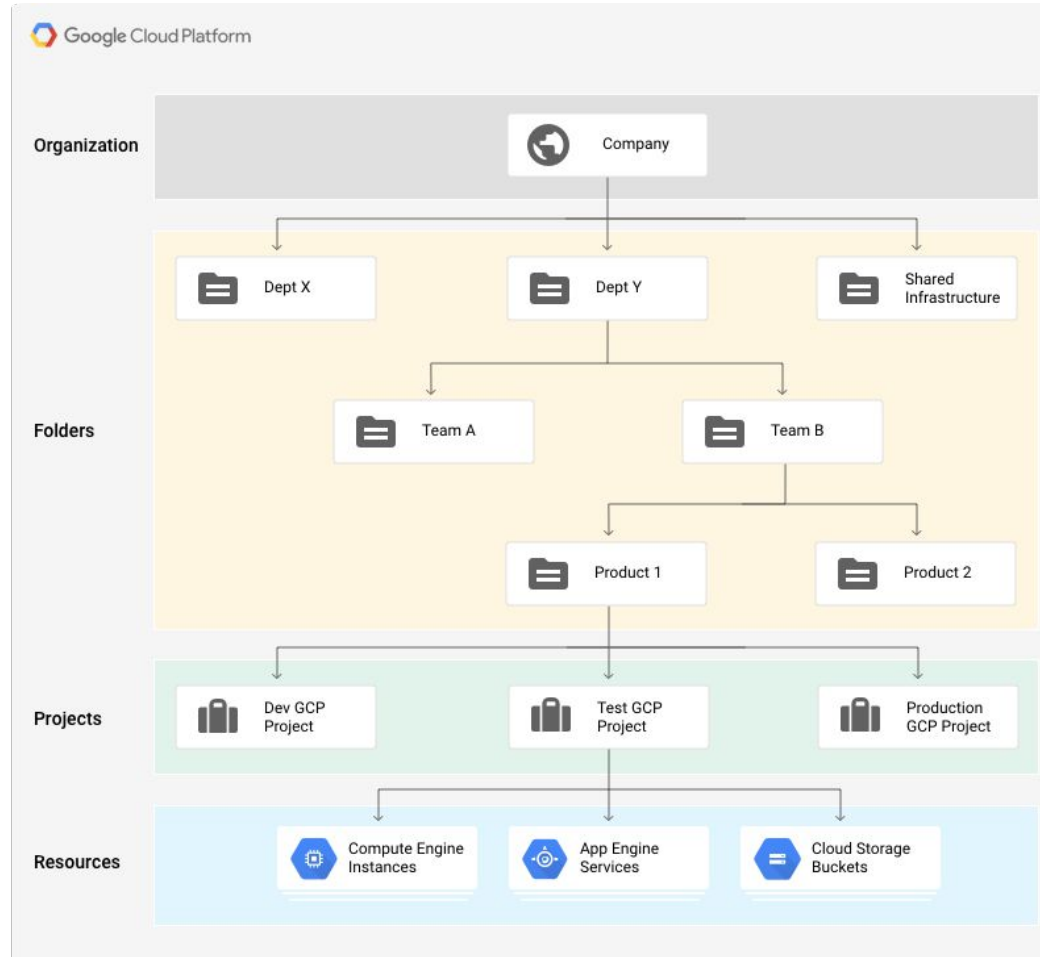 Google Cloud Platform
Organization
Company
Dept X
Dept Y
Shared
Infrastructure
Folders
Team A
Team B
Product 1
Product 2
Projects
Dev GCP
Project
Test GCP
Project
Production
GCP Project
Resources
Compute Engine
Instances
App Engine
Services
Cloud Storage
Buckets